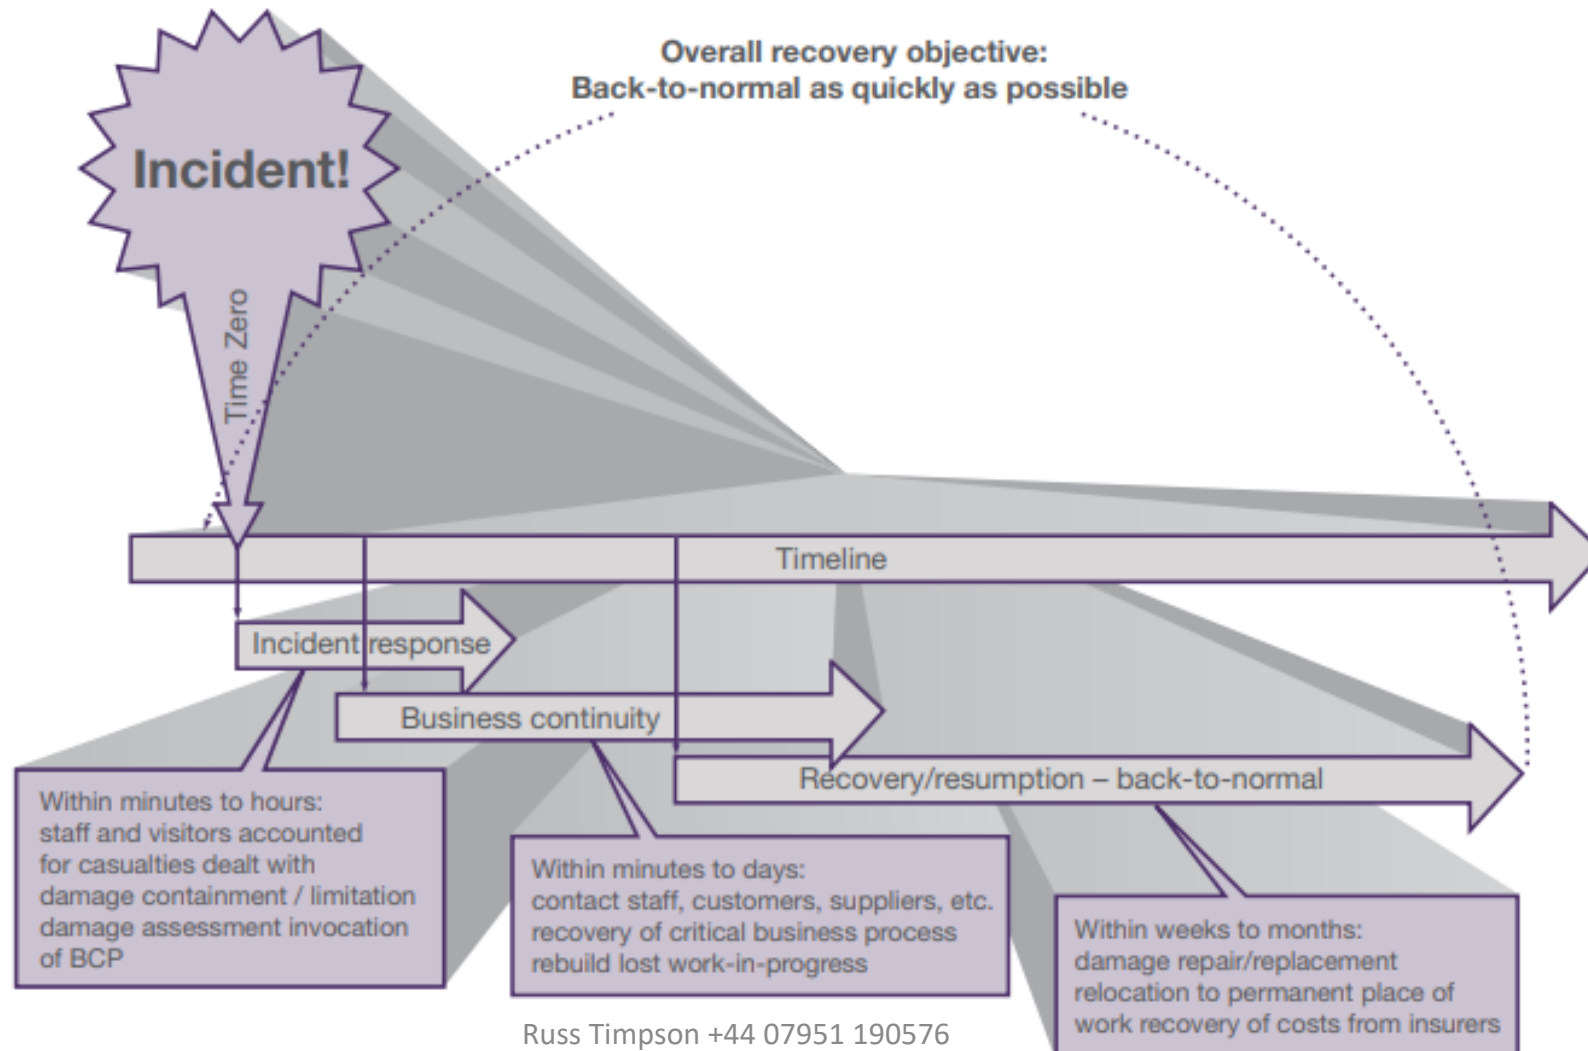 Overall recovery objective:
Back-to-normal as quickly as possible
Incident!
Time Zero
Timeline
Incident response
Business continuity
Recovery/resumption – back-to-normal
Within minutes to hours:
staff and visitors accounted
for casualties dealt with
damage containment / limitation
damage assessment invocation
of BCP
Within minutes to days:
contact staff, customers, suppliers, etc.
recovery of critical business process
rebuild lost work-in-progress
Within weeks to months:
damage repair/replacement
relocation to permanent place of
work recovery of costs from insurers
Russ Timpson +44 07951 190576